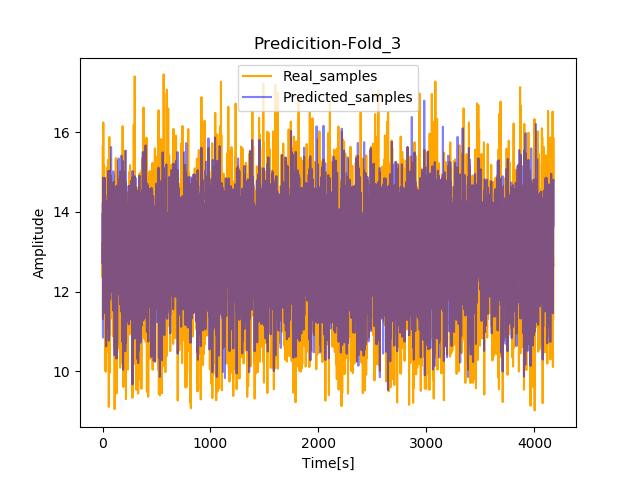 Predicition-Fold_3
Real_samples
Predicted_samples
16
14
12
10
Amplitude
0
1000
2000
3000
4000
Time[s]